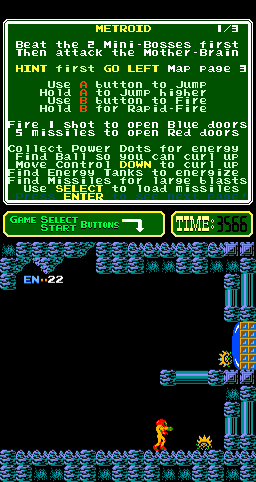 METROID 1/3
Beat the 2 Mini-Bosses first
Then attack the Mother-Brain
HINT first GO LEFT Map page 3
Use A button to Jump
Hold A to Jump higher
Use B button to Fire
Hold B for Rapid-Fire
Fire 1 shot to open Blue doors
5 missiles to open Red doors
Collect Power Dots for energy
Find Ball so you can curl up
Move Control DOWN to curl up
Find Energy Tanks to energize
Find Missiles for large blasts
Use SELECT to load missiles
ENTER
GAME SELECT
START BUTTONS
TIME: 3566
EN..22